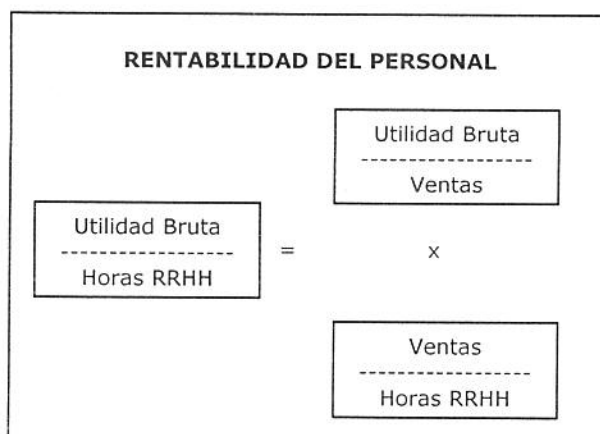 RENTABILIDAD DEL PERSONAL
Utilidad Bruta
-----------------
Horas RRHH
=
Utilidad Bruta
-----------------
Ventas
x
Ventas
-----------------
Horas RRHH